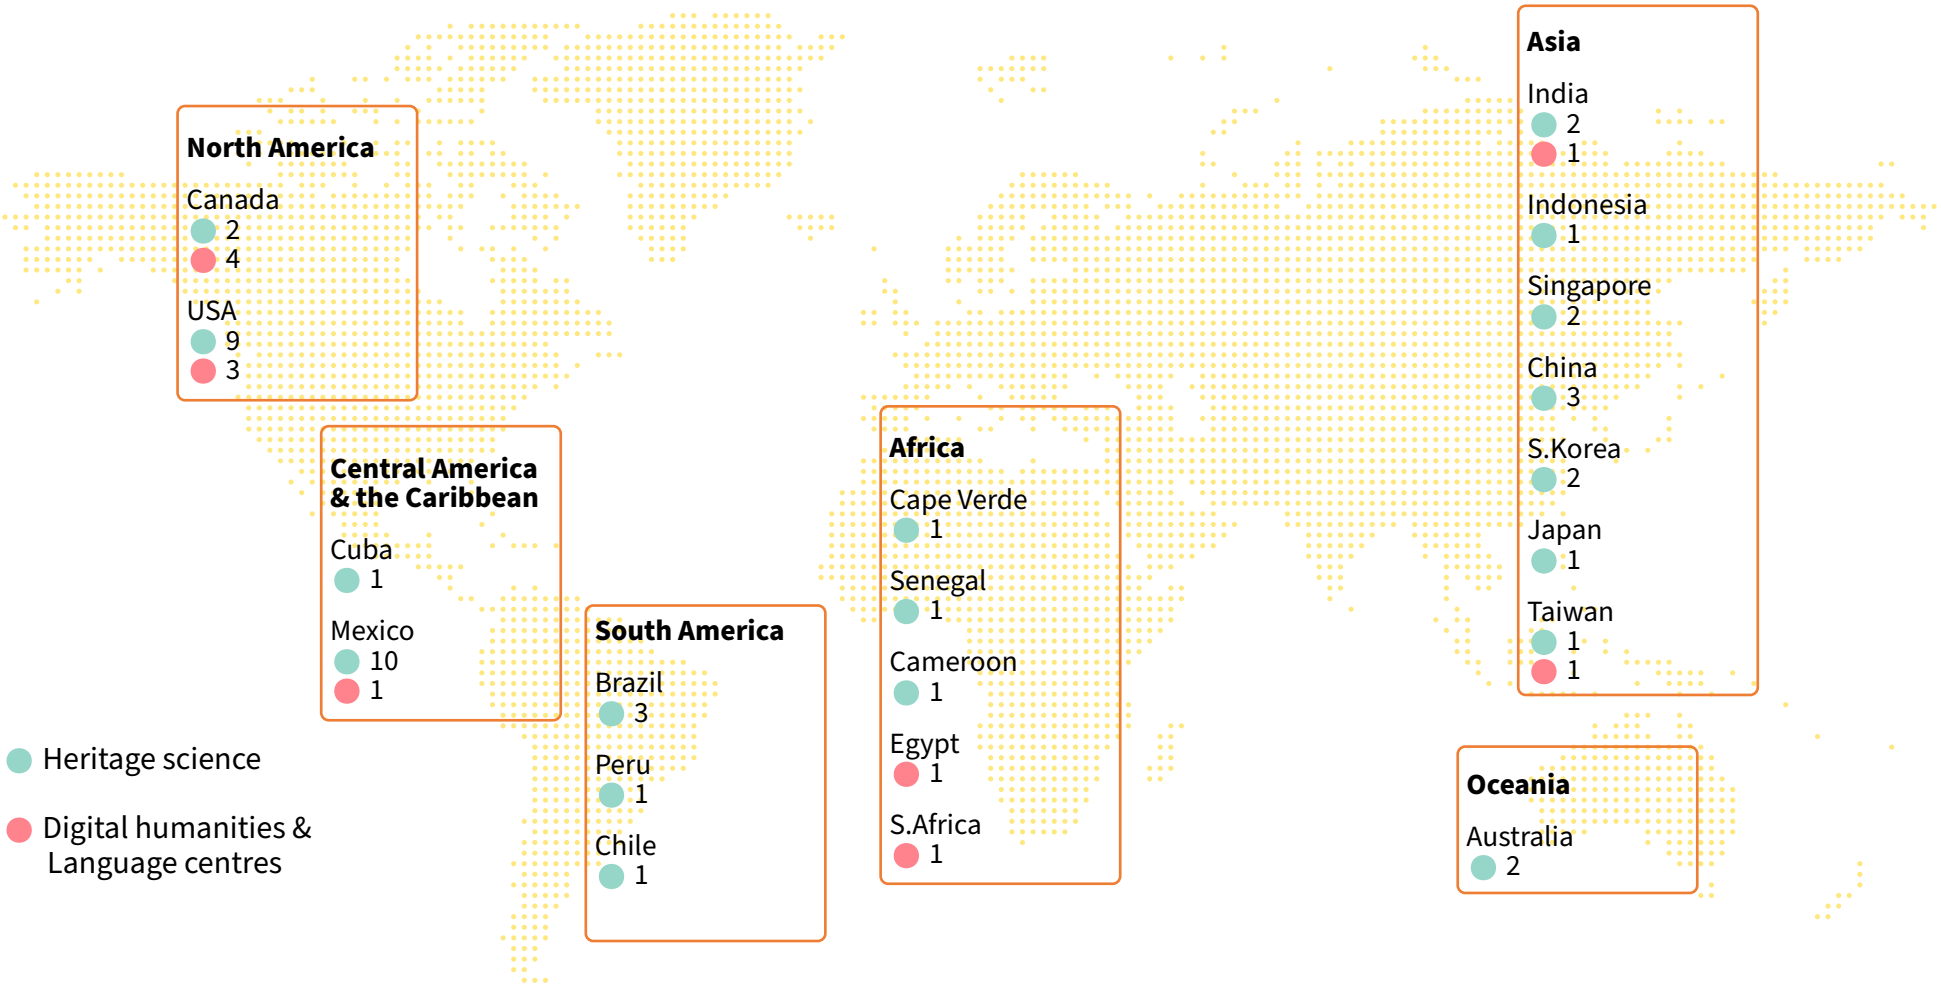 North America
Canada
2
4
USA
9
3
Central America
& the Caribbean
Cuba
1
Mexico
10
1
South America
Brazil
3
Peru
1
Chile
1
Africa
Cape Verde
1
Senegal
1
Cameroon
1
Egypt
1
S.Africa
1
Asia
India
2
1
Indonesia
1
Singapore
2
China
3
S.Korea
2
Japan
1
Taiwan
1
1
Oceania
Australia
2
Heritage science
Digital humanities &
Language centres